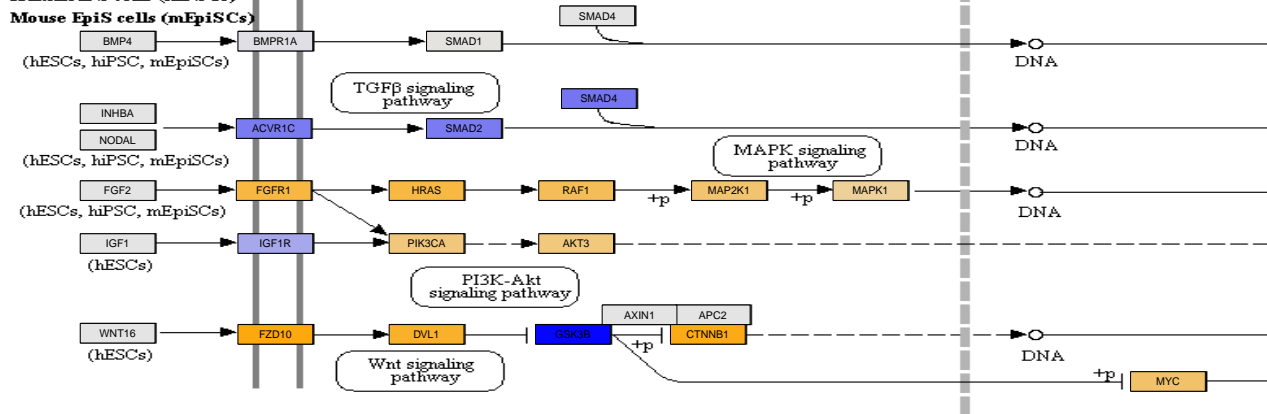 Mouse EpiS cells (mEpiSCs)
SMAD4
BMP4 BMPR1A SMAD1
(hESCs, hiPSC, mEpiSCs)
DNA
TGFβ signaling
pathway
SMAD4
INHBA
ACVR1C SMAD2
NODAL
DNA
(hESCs, hiPSC, mEpiSCs)
MAPK signaling
pathway
FGF2 FGFR1 HRAS RAF1 +p MAP2K1 +p MAPK1
(hESCs, hiPSC, mEpiSCs)
DNA
IGF1 IGF1R PIK3CA AKT3
(hESCs)
PI3K-Akt
signaling pathway
AXIN1 APC2
WNT16 FZD10 DVL1 GSK3B +p CTNNB1
(hESCs)
DNA
Wnt signaling
pathway
+p MYC